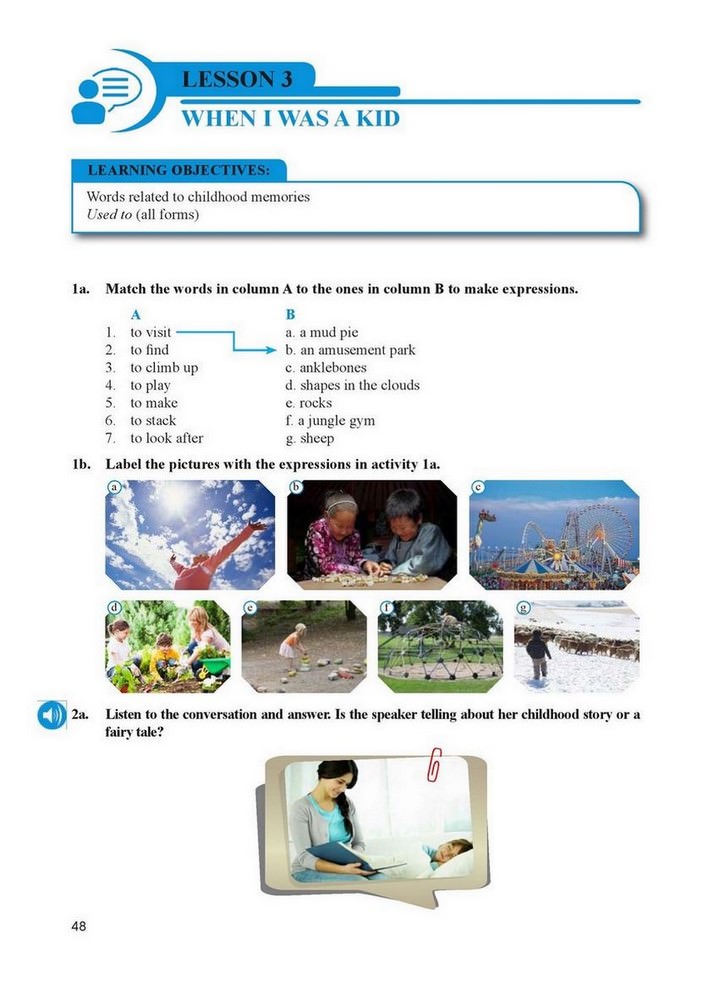 LESSON 3
WHEN I WAS A KID
LEARNING OBJECTIVES:
Words related to childhood memories
Used to (all forms)
1a. Match the words in column A to the ones in column B to make expressions.
A B
1. to visit a. a mud pie
2. to find b. an amusement park
3. to climb up c. anklebones
4. to play d. shapes in the clouds
5. to make e. rocks
6. to stack f. a jungle gym
7. to look after g. sheep
1b. Label the pictures with the expressions in activity 1a.
a b c
d e f g
2a. Listen to the conversation and answer. Is the speaker telling about her childhood story or a
fairy tale?
48